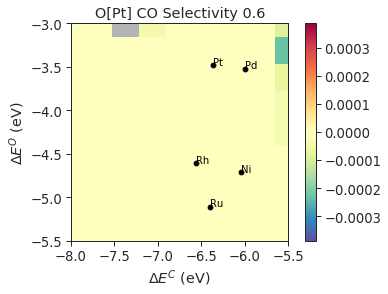 O[Pt] CO Selectivity 0.6
−3.0
−3.5
−4.0
−4.5
−5.0
−5.5
ΔE^O (eV)
Pt
Pd
Rh
Ni
Ru
−8.0 −7.5 −7.0 −6.5 −6.0 −5.5
ΔE^C (eV)
0.0003
0.0002
0.0001
0.0000
−0.0001
−0.0002
−0.0003